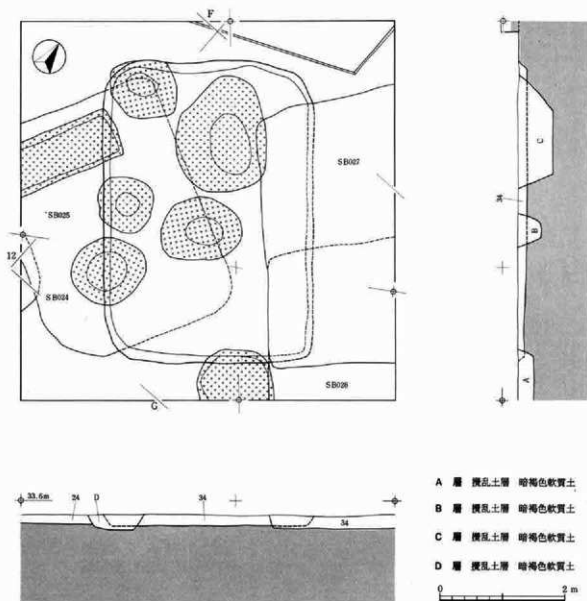 F
SB027
C
34
SB025
12
B
SB024
A
SB028
G
33.6m 24 D 34
34
A 層 攪乱土層 暗褐色軟質土
B 層 攪乱土層 暗褐色軟質土
C 層 攪乱土層 暗褐色軟質土
D 層 攪乱土層 暗褐色軟質土
0 2 m